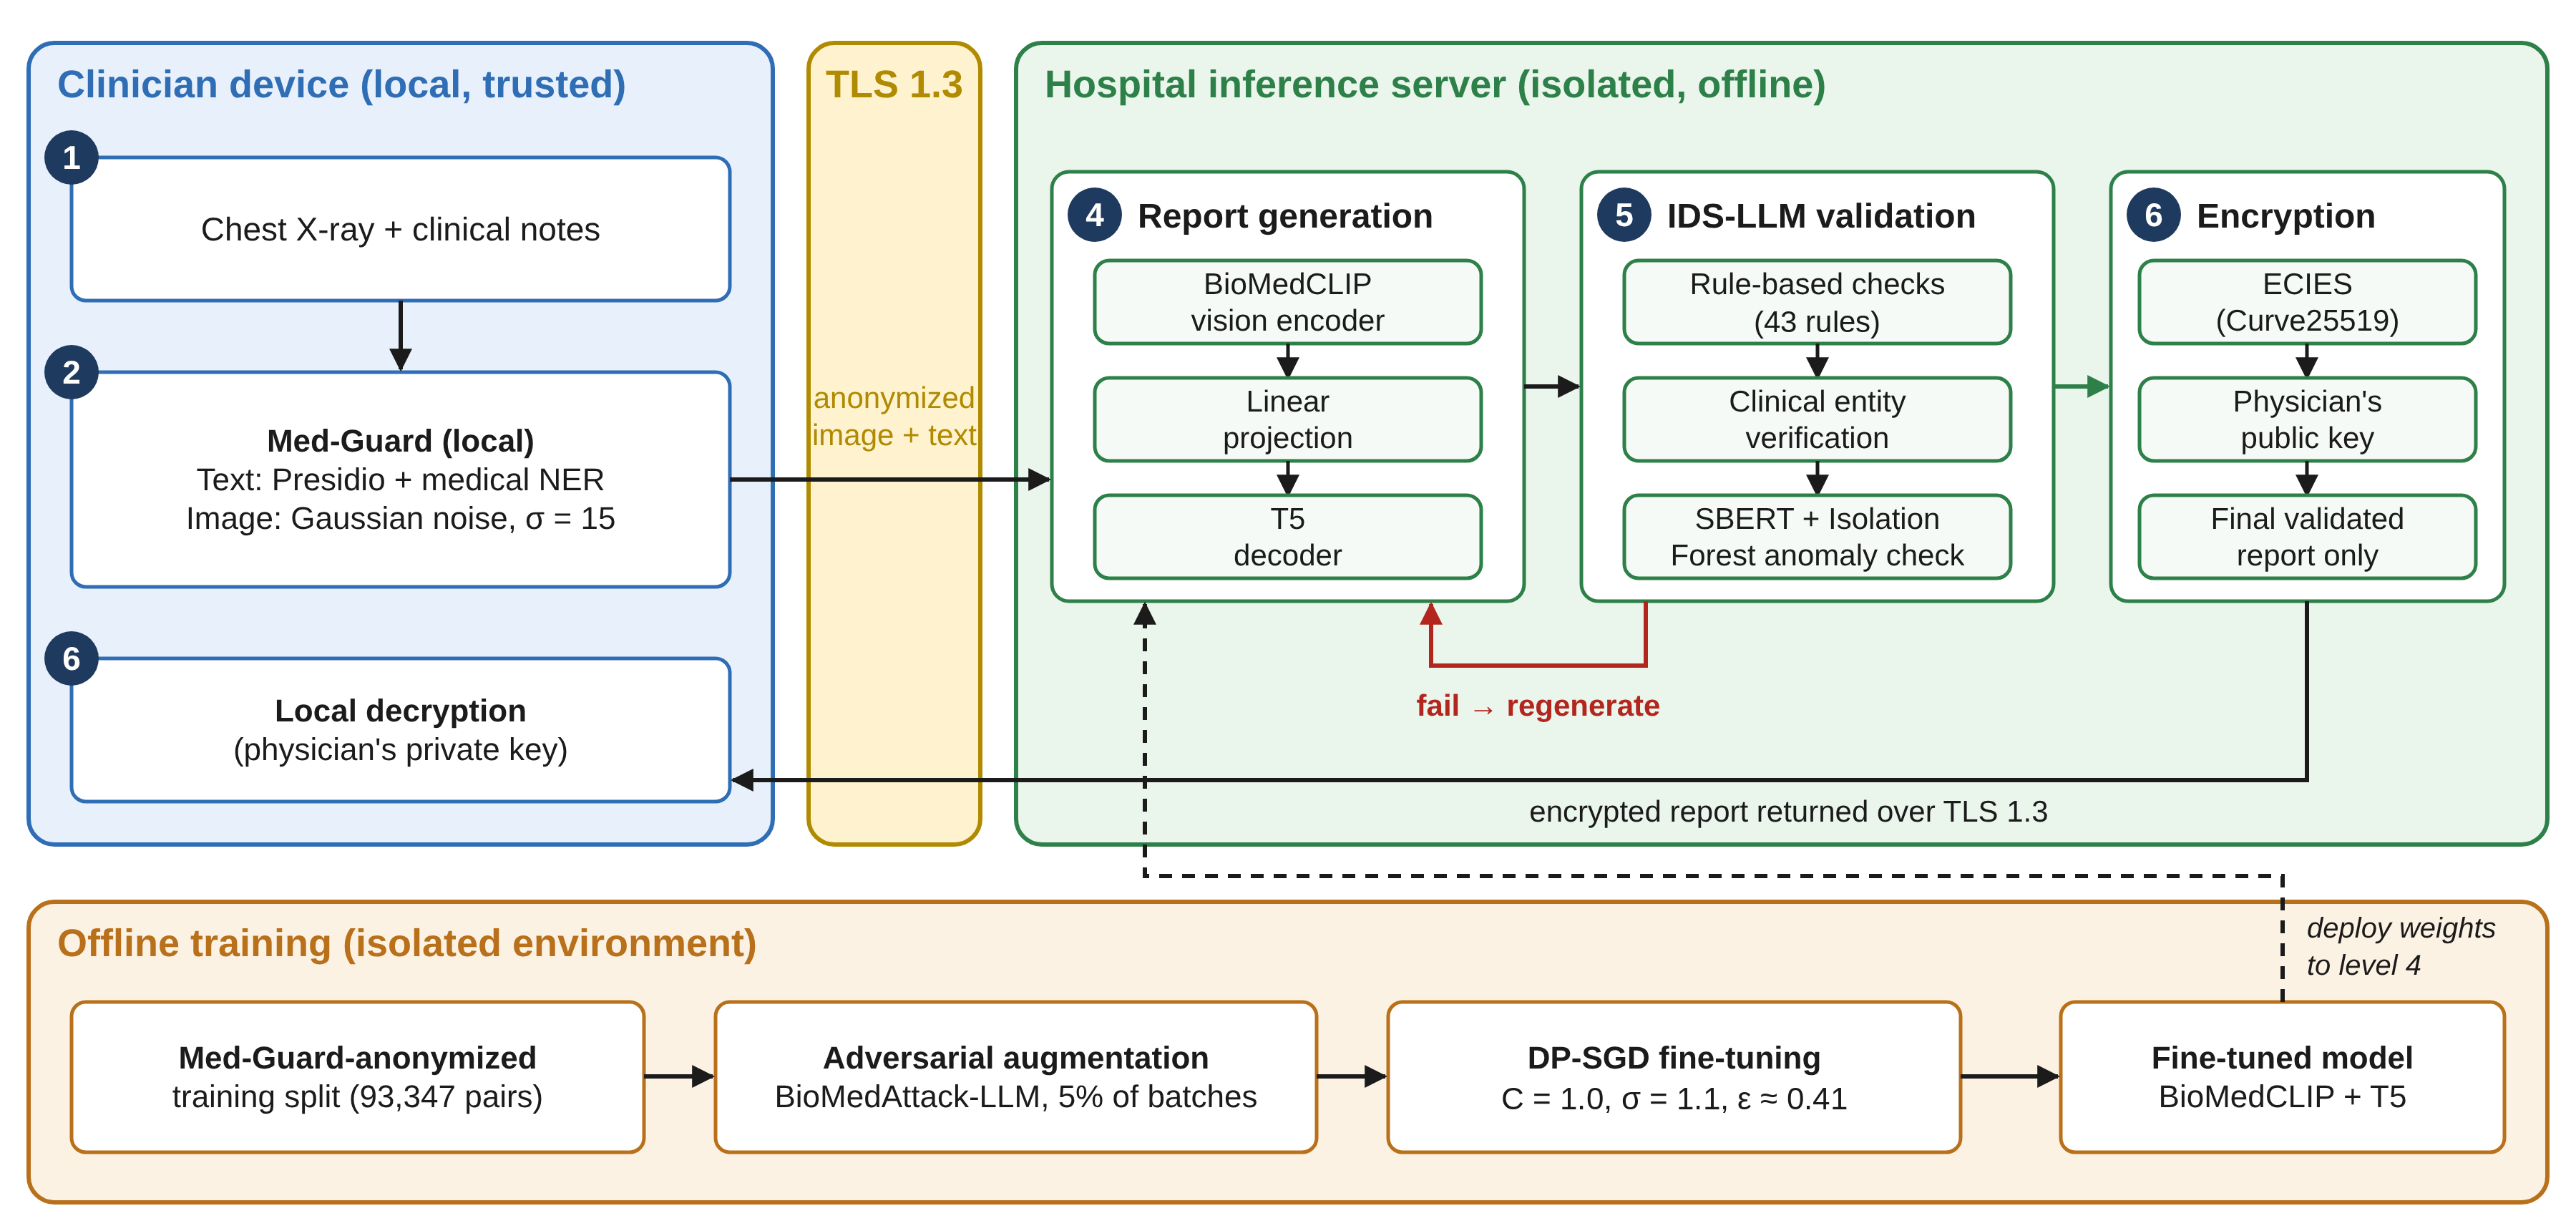 Clinician device (local, trusted)
1
Chest X-ray + clinical notes
2
Med-Guard (local)
Text: Presidio + medical NER
Image: Gaussian noise, σ = 15
6
Local decryption
(physician's private key)
TLS 1.3
anonymized
image + text
Hospital inference server (isolated, offline)
4 Report generation
BioMedCLIP
vision encoder
Linear
projection
T5
decoder
5 IDS-LLM validation
Rule-based checks
(43 rules)
Clinical entity
verification
SBERT + Isolation
Forest anomaly check
6 Encryption
ECIES
(Curve25519)
Physician's
public key
Final validated
report only
fail → regenerate
encrypted report returned over TLS 1.3
Offline training (isolated environment)
deploy weights
to level 4
Med-Guard-anonymized
training split (93,347 pairs)
Adversarial augmentation
BioMedAttack-LLM, 5% of batches
DP-SGD fine-tuning
C = 1.0, σ = 1.1, ε ≈ 0.41
Fine-tuned model
BioMedCLIP + T5